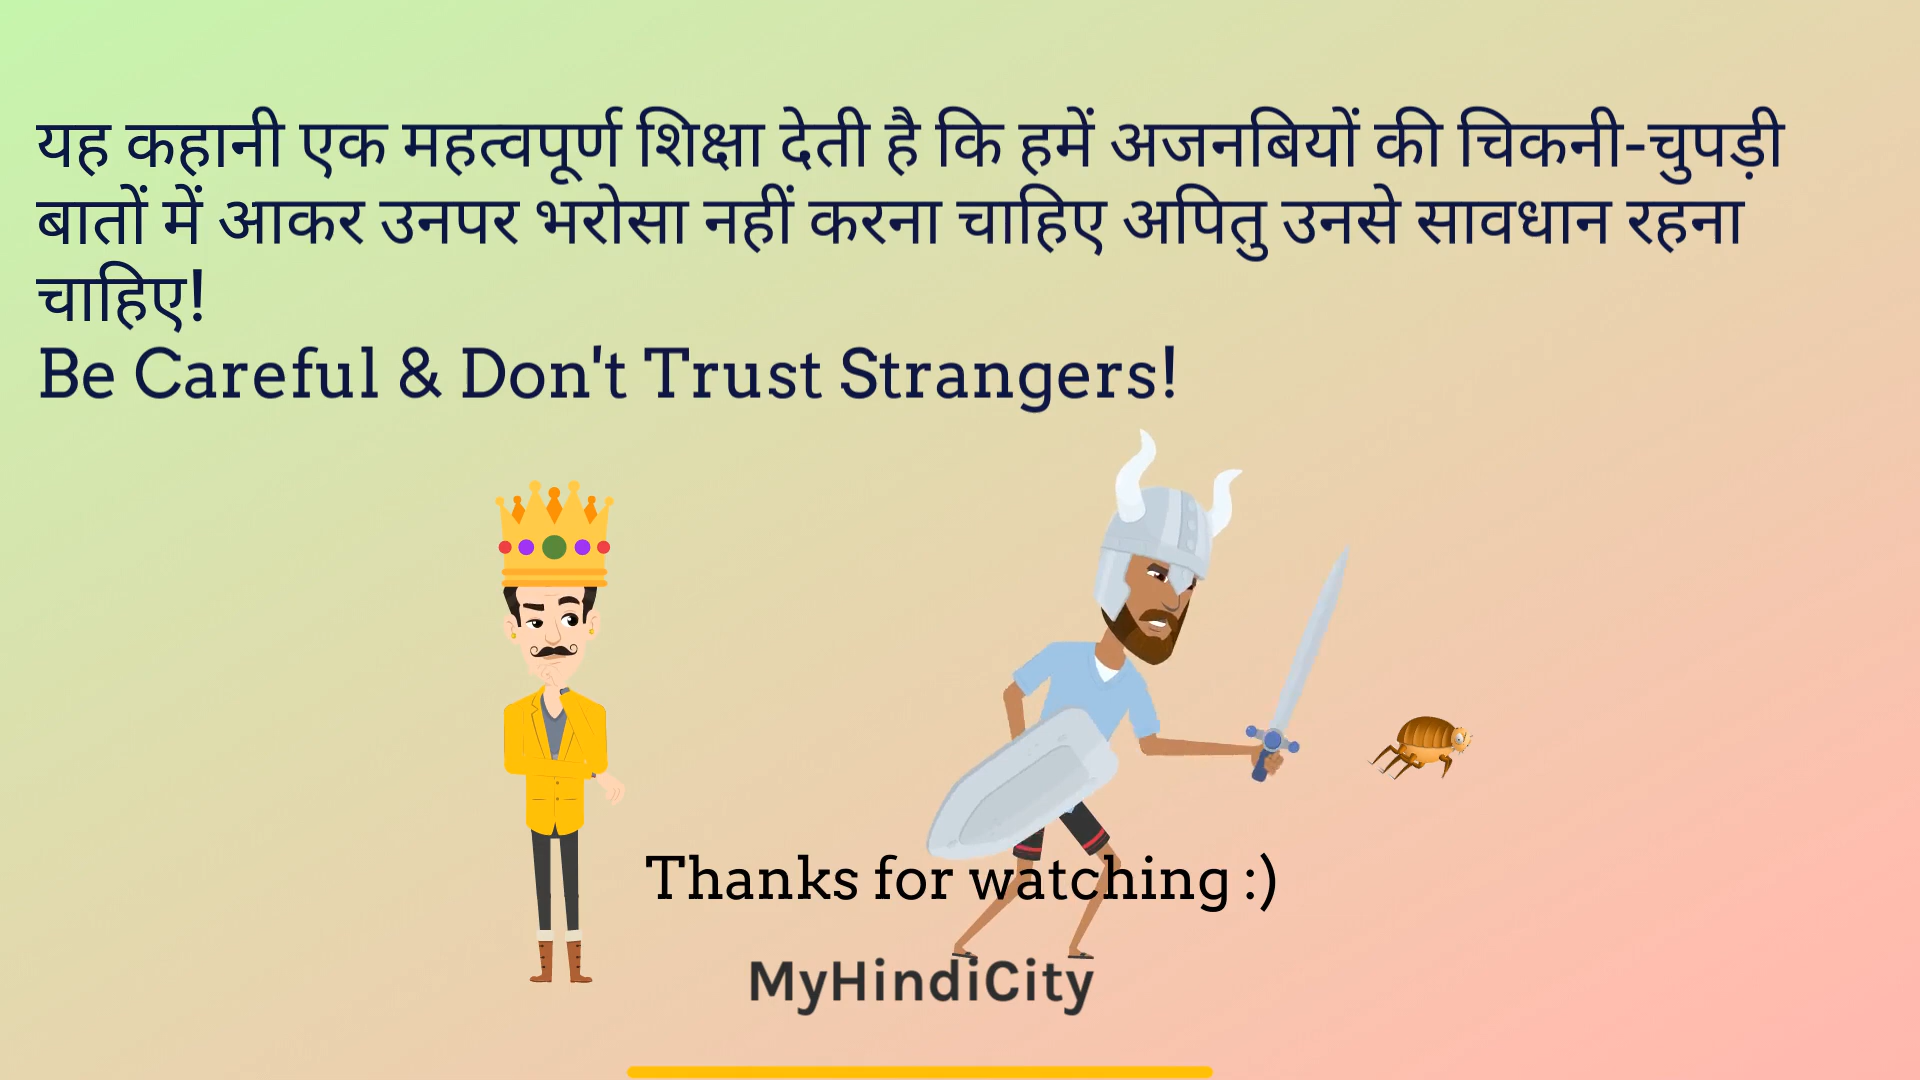 यह कहानी एक महत्वपूर्ण शिक्षा देती है कि हमें अजनबियों की चिकनी-चुपड़ी
बातों में आकर उनपर भरोसा नहीं करना चाहिए अपितु उनसे सावधान रहना
चाहिए!
Be Careful & Don't Trust Strangers!
Thanks for watching :)
MyHindiCity